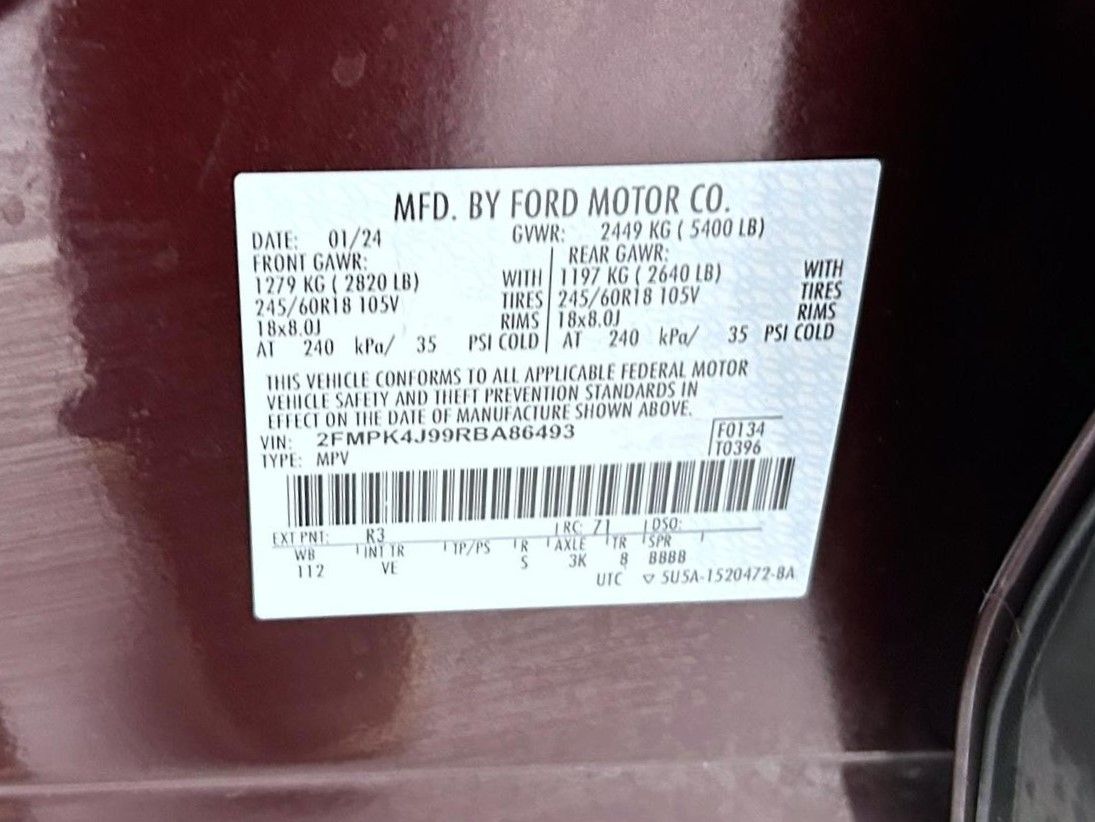 MFD. BY FORD MOTOR CO.
DATE: 01/24 GVWR: 2449 KG ( 5400 LB)
FRONT GAWR: REAR GAWR:
1279 KG ( 2820 LB) WITH 1197 KG ( 2640 LB) WITH
245/60R18 105V TIRES 245/60R18 105V TIRES
18x8.0J RIMS 18x8.0J RIMS
AT 240 kPa/ 35 PSI COLD AT 240 kPa/ 35 PSI COLD
THIS VEHICLE CONFORMS TO ALL APPLICABLE FEDERAL MOTOR
VEHICLE SAFETY AND THEFT PREVENTION STANDARDS IN
EFFECT ON THE DATE OF MANUFACTURE SHOWN ABOVE.
VIN: 2FMPK4J99RBA86493 F0134
TYPE: MPV T0396
EXT PNT: R3 RC: 71 DSO:
WB INT TR TP/PS R AXLE TR SPR
112 VE S 3K 8 BBBB
UTC ▽ 5U5A-1520472-BA